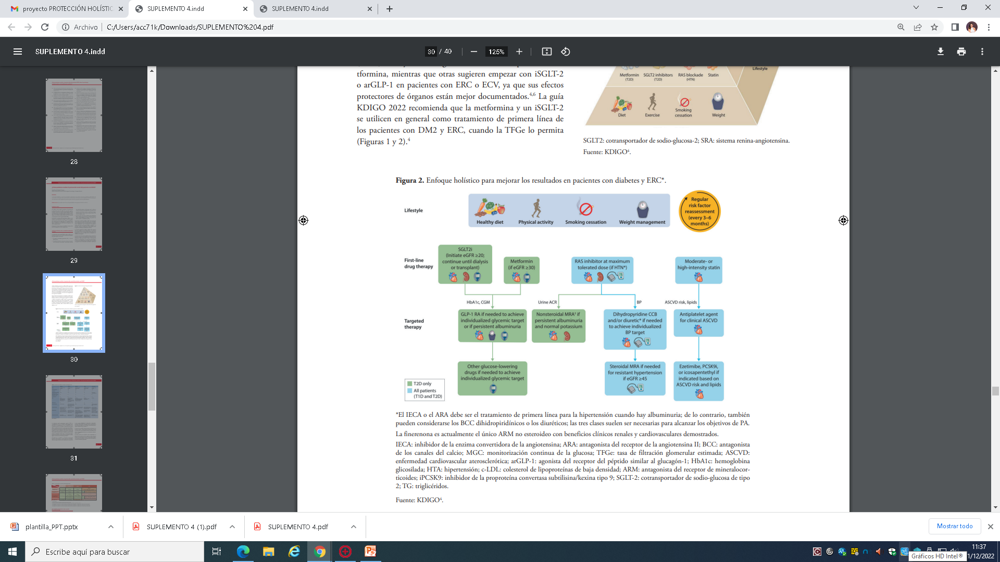 proyecto PROTECCIÓN HOLÍSTIC
SUPLEMENTO 4.indd
SUPLEMENTO 4.indd
Archivo
C:/Users/acc71k/Downloads/SUPLEMENTO%204.pdf
SUPLEMENTO 4.indd
30 / 40
125%
28
29
30
31
tformina, mientras que otras sugieren empezar con iSGLT-2
o arGLP-1 en pacientes con ERC o ECV, ya que sus efectos
protectores de órganos están mejor documentados.4,6 La guía
KDIGO 2022 recomienda que la metformina y un iSGLT-2
se utilicen en general como tratamiento de primera línea de
los pacientes con DM2 y ERC, cuando la TFGe lo permita
(Figuras 1 y 2).4
Lifestyle
Metformin
(T2D)
SGLT2 inhibitors
(T2D)
RAS blockade
(HTN)
Statin
Diet
Exercise
Smoking
cessation
Weight
SGLT2: cotransportador de sodio-glucosa-2; SRA: sistema renina-angiotensina.
Fuente: KDIGO4.
Figura 2. Enfoque holístico para mejorar los resultados en pacientes con diabetes y ERC*.
Lifestyle
Healthy diet
Physical activity
Smoking cessation
Weight management
Regular
risk factor
reassessment
(every 3–6
months)
First-line
drug therapy
SGLT2i
(Initiate eGFR ≥20;
continue until dialysis
or transplant)
Metformin
(if eGFR ≥30)
RAS inhibitor at maximum
tolerated dose (if HTN*)
Moderate- or
high-intensity statin
HbA1c, CGM
Urine ACR
BP
ASCVD risk, lipids
Targeted
therapy
GLP-1 RA if needed to achieve
individualized glycemic target
or if persistent albuminuria
Nonsteroidal MRA† if
persistent albuminuria
and normal potassium
Dihydropyridine CCB
and/or diuretic* if needed
to achieve individualized
BP target
Antiplatelet agent
for clinical ASCVD
Other glucose-lowering
drugs if needed to achieve
individualized glycemic target
Steroidal MRA if needed
for resistant hypertension
if eGFR ≥45
Ezetimibe, PCSK9i,
or icosapentethyl if
indicated based on
ASCVD risk and lipids
T2D only
All patients
(T1D and T2D)
*El IECA o el ARA debe ser el tratamiento de primera línea para la hipertensión cuando hay albuminuria; de lo contrario, también
pueden considerarse los BCC dihidropiridínicos o los diuréticos; las tres clases suelen ser necesarias para alcanzar los objetivos de PA.
La finerenona es actualmente el único ARM no esteroideo con beneficios clínicos renales y cardiovasculares demostrados.
IECA: inhibidor de la enzima convertidora de la angiotensina; ARA: antagonista del receptor de la angiotensina II; BCC: antagonista
de los canales del calcio; MGC: monitorización continua de la glucosa; TFGe: tasa de filtración glomerular estimada; ASCVD:
enfermedad cardiovascular aterosclerótica; arGLP-1: agonista del receptor del péptido similar al glucagón-1; HbA1c: hemoglobina
glicosilada; HTA: hipertensión; c-LDL: colesterol de lipoproteínas de baja densidad; ARM: antagonista del receptor de mineralocor-
ticoides; iPCSK9: inhibidor de la proproteína convertasa subtilisina/kexina tipo 9; SGLT-2: cotransportador de sodio-glucosa de tipo
2; TG: triglicéridos.
Fuente: KDIGO4.
plantilla_PPT.pptx
SUPLEMENTO 4 (1).pdf
SUPLEMENTO 4.pdf
Mostrar todo
Escribe aquí para buscar
11:37
1/12/2022
Gráficos HD Intel®